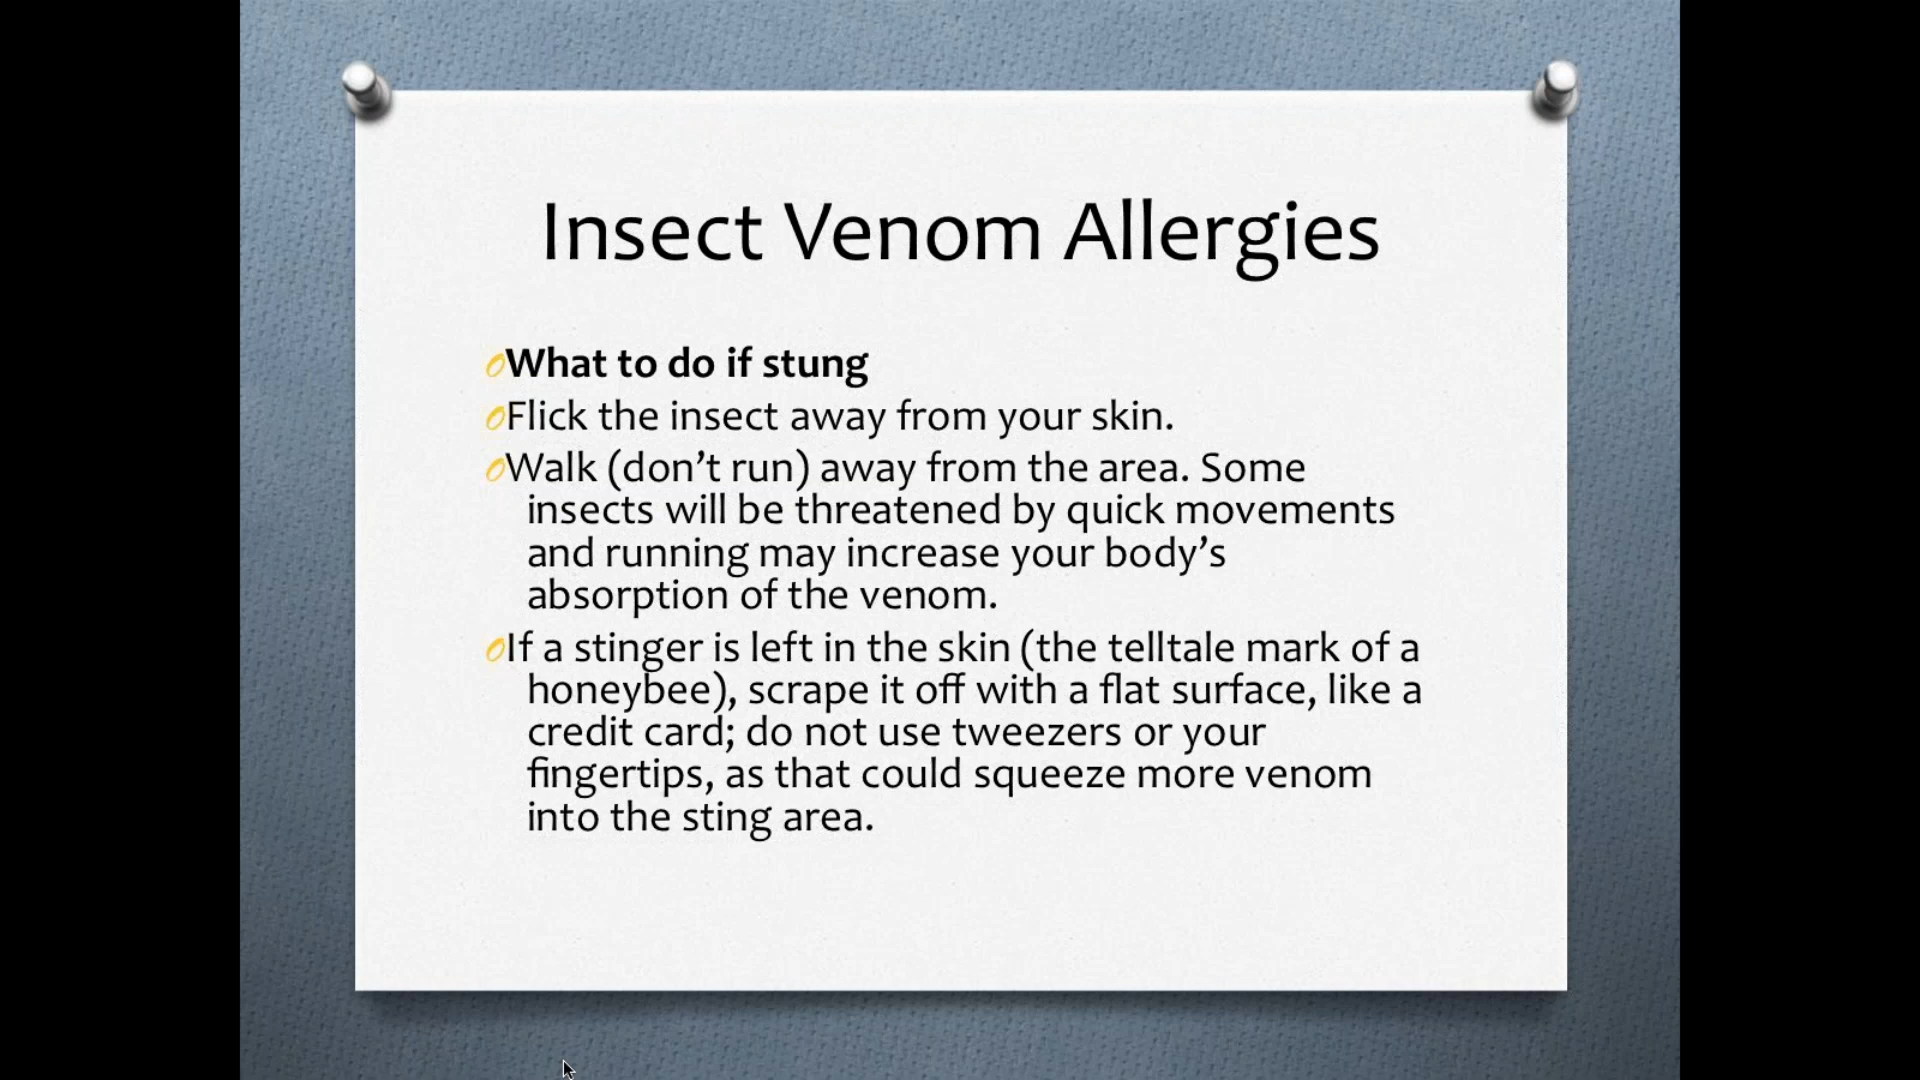 Insect Venom Allergies
What to do if stung
Flick the insect away from your skin.
Walk (don’t run) away from the area. Some
insects will be threatened by quick movements
and running may increase your body’s
absorption of the venom.
If a stinger is left in the skin (the telltale mark of a
honeybee), scrape it off with a flat surface, like a
credit card; do not use tweezers or your
fingertips, as that could squeeze more venom
into the sting area.